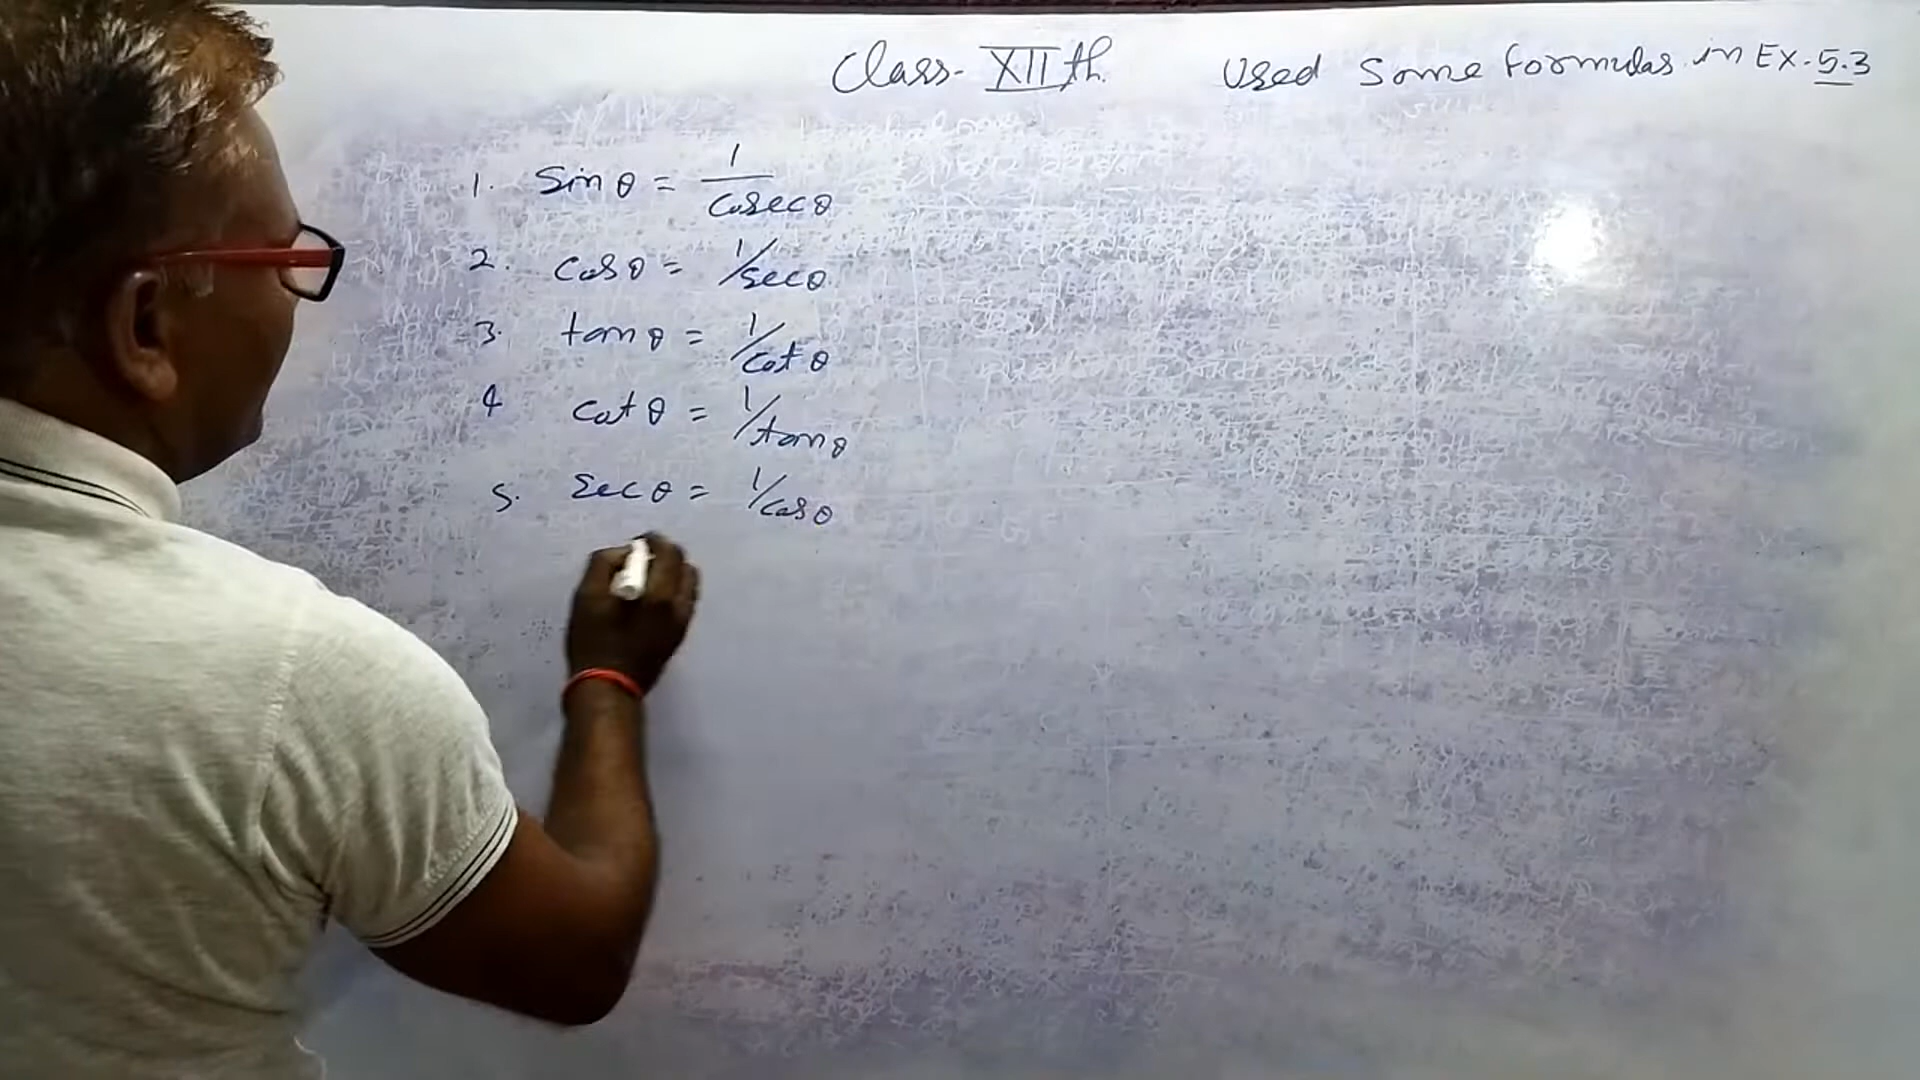 Class- XIIth. Used Some formulas in Ex. 5.3
1. Sin θ = 1/cosec θ
2. cos θ = 1/sec θ
3. tan θ = 1/cot θ
4 cot θ = 1/tan θ
5. Sec θ = 1/cos θ